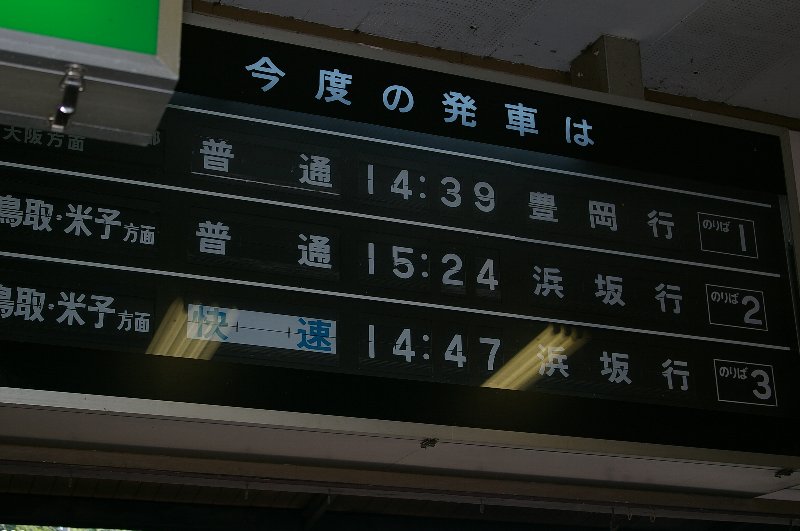 今度の発車は
大阪方面 普通 14:39 豊岡行 のりば 1
鳥取・米子方面 普通 15:24 浜坂行 のりば 2
鳥取・米子方面 快速 14:47 浜坂行 のりば 3